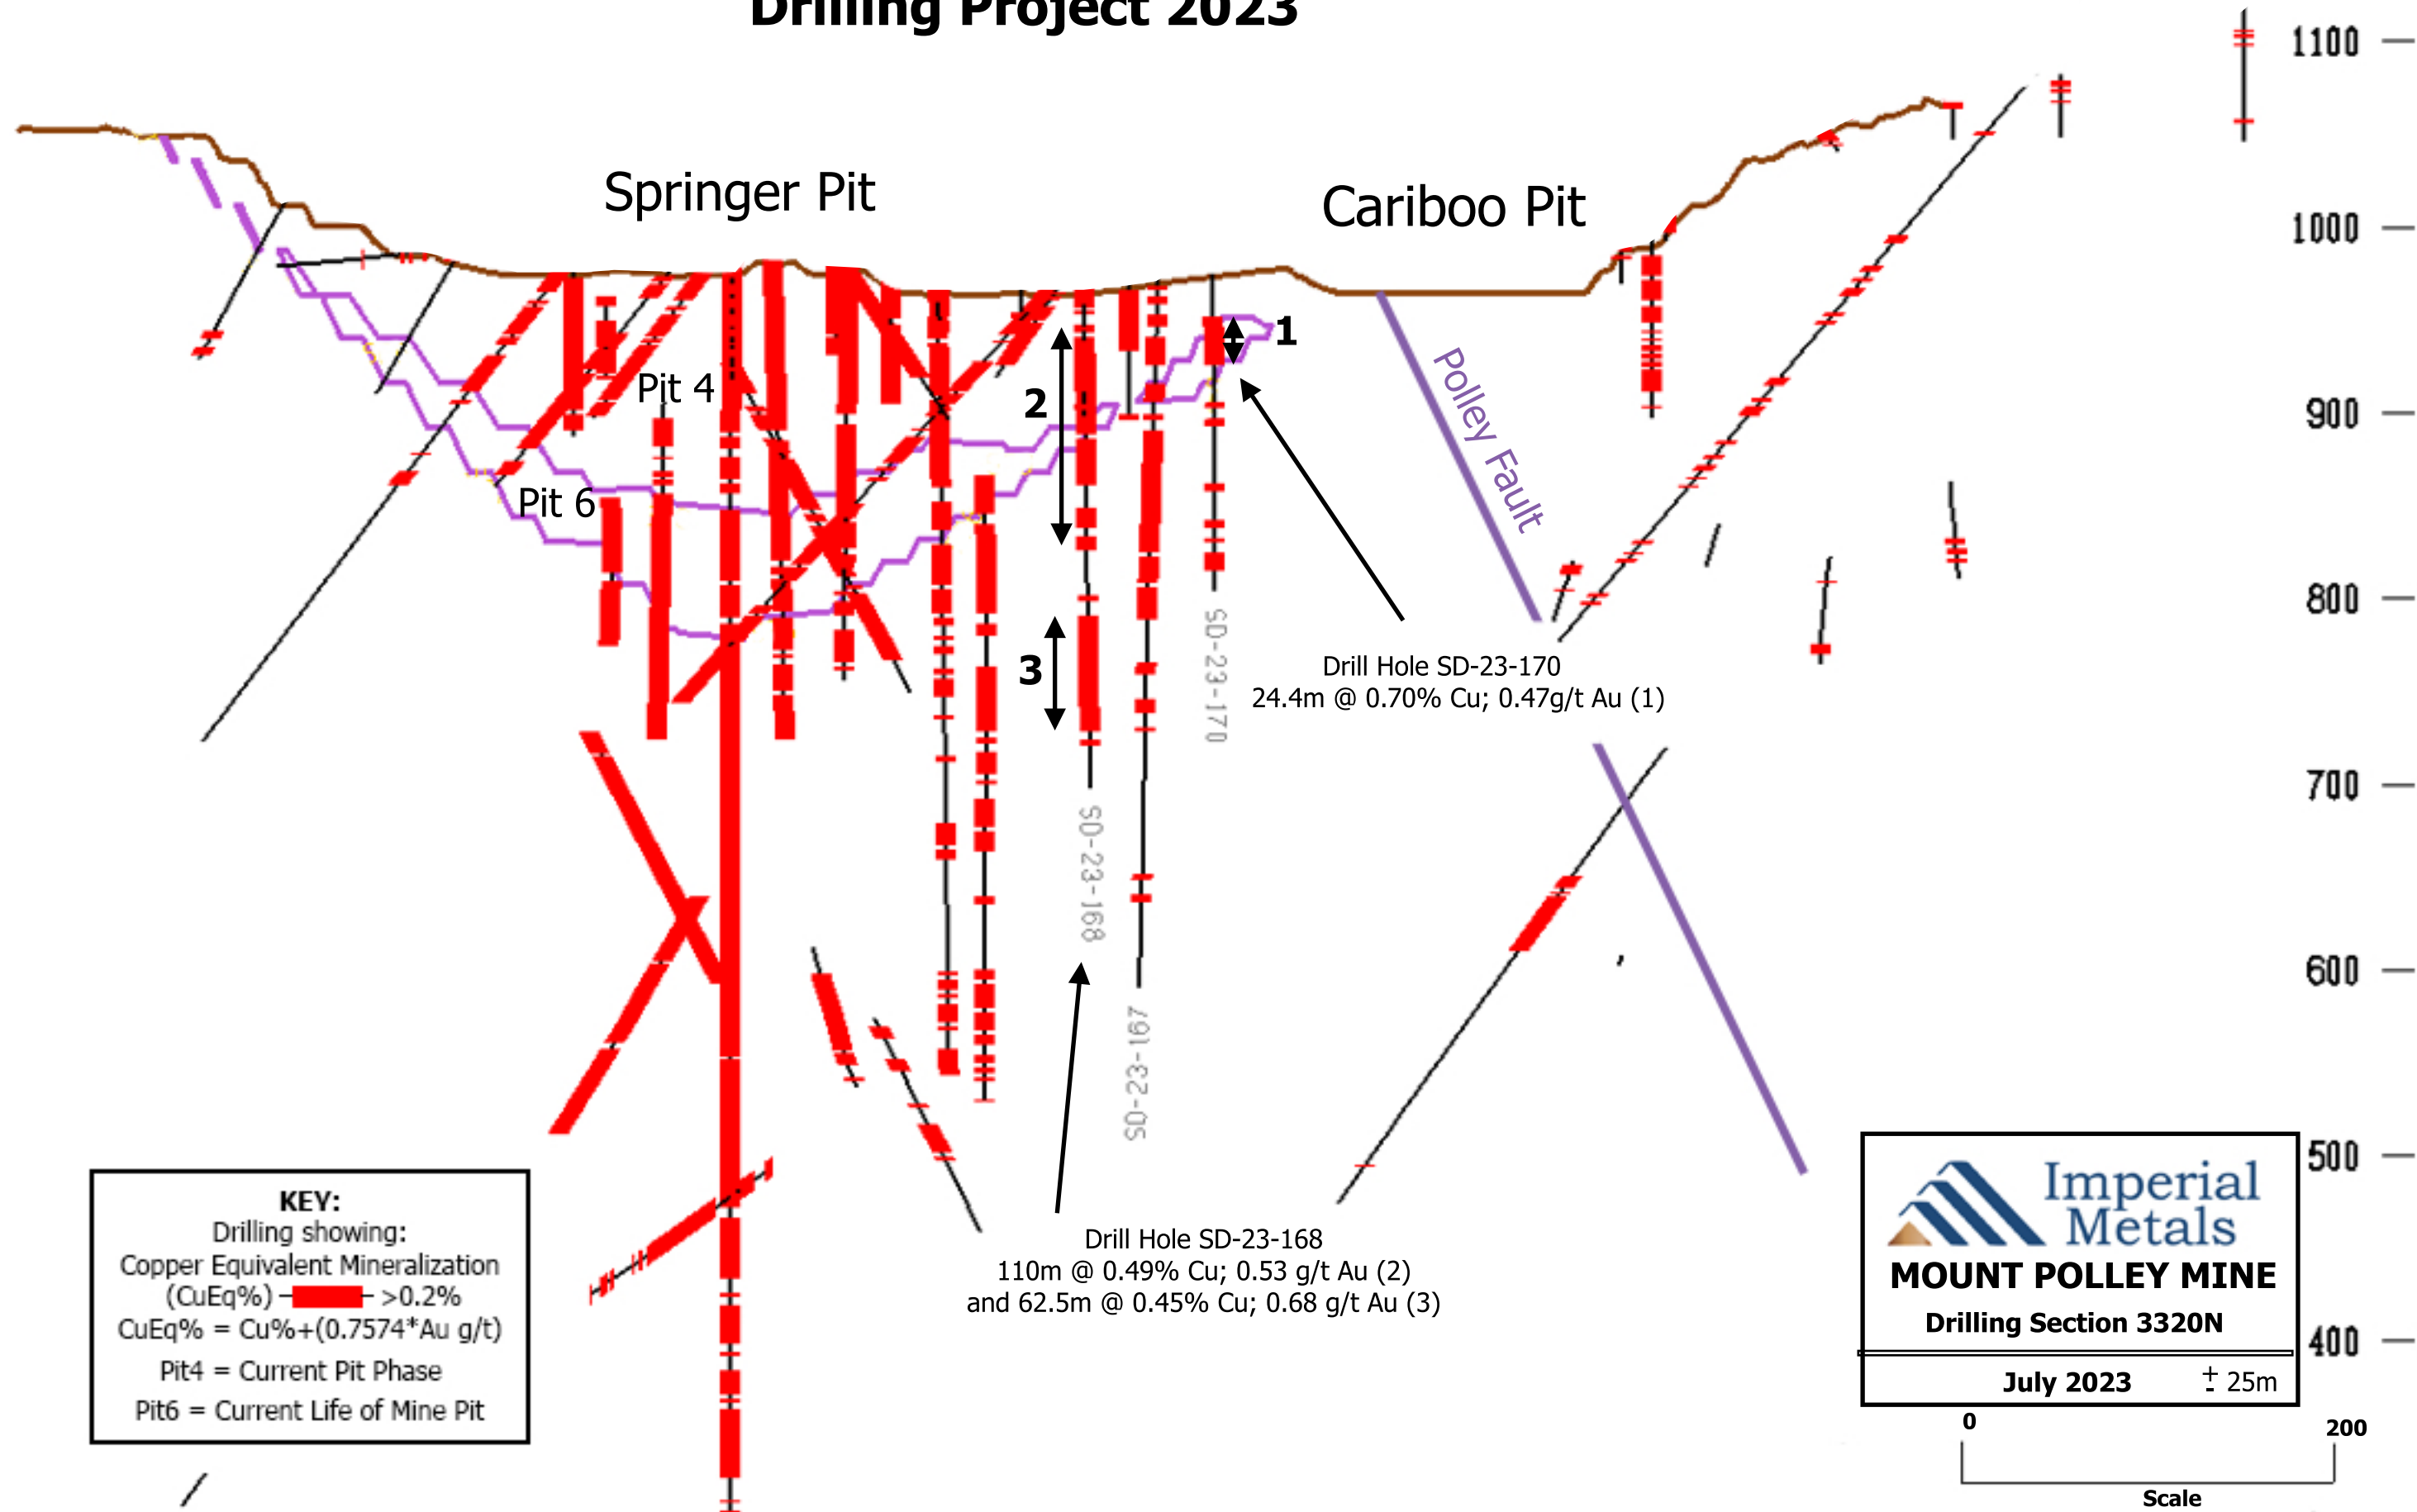 Drilling Project 2023
1100
1000
900
800
700
600
500
400
Springer Pit
Cariboo Pit
Pit 4
Pit 6
1
2
3
Polley Fault
SD-23-170
SD-23-168
SD-23-167
Drill Hole SD-23-170
24.4m @ 0.70% Cu; 0.47g/t Au (1)
Drill Hole SD-23-168
110m @ 0.49% Cu; 0.53 g/t Au (2)
and 62.5m @ 0.45% Cu; 0.68 g/t Au (3)
KEY:
Drilling showing:
Copper Equivalent Mineralization
(CuEq%) >0.2%
CuEq% = Cu%+(0.7574*Au g/t)
Pit4 = Current Pit Phase
Pit6 = Current Life of Mine Pit
Imperial
Metals
MOUNT POLLEY MINE
Drilling Section 3320N
July 2023 ± 25m
0 200
Scale